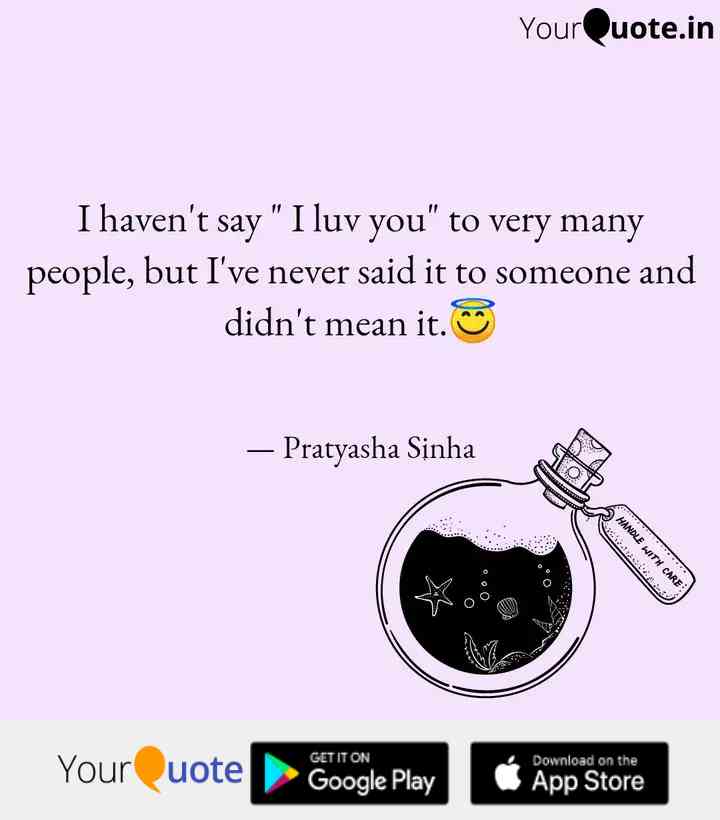 YourQuote.in
I haven't say " I luv you" to very many
people, but I've never said it to someone and
didn't mean it.😇
— Pratyasha Sinha
HANDLE WITH CARE
YourQuote
GET IT ON
Google Play
Download on the
App Store